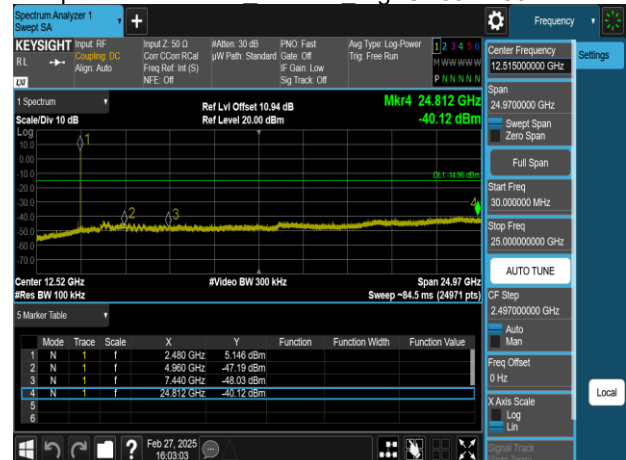 Spectrum Analyzer 1
Swept SA
Frequency
KEYSIGHT
RL
LXI
Input: RF
Coupling: DC
Align: Auto
Input Z: 50 Ω
Corr CCorr RCal
Freq Ref: Int (S)
NFE: Off
#Atten: 30 dB
µW Path: Standard
PNO: Fast
Gate: Off
IF Gain: Low
Sig Track: Off
Avg Type: Log-Power
Trig: Free Run
1 2 3 4 5 6
M W W W W W
P N N N N N
Center Frequency
12.515000000 GHz
Settings
Span
24.9700000 GHz
Swept Span
Zero Span
Full Span
Start Freq
30.000000 MHz
Stop Freq
25.000000000 GHz
AUTO TUNE
CF Step
2.497000000 GHz
Auto
Man
Freq Offset
0 Hz
X Axis Scale
Log
Lin
Signal Track
Local
1 Spectrum
Scale/Div 10 dB
Log
Ref Lvl Offset 10.94 dB
Ref Level 20.00 dBm
Mkr4 24.812 GHz
-40.12 dBm
10.0
0.00
-10.0
-20.0
-30.0
-40.0
-50.0
-60.0
-70.0
1
2
3
4
DL1 -14.96 dBm
Center 12.52 GHz
#Res BW 100 kHz
#Video BW 300 kHz
Span 24.97 GHz
Sweep ~84.5 ms (24971 pts)
5 Marker Table
Mode Trace Scale X Y Function Function Width Function Value
1 N 1 f 2.480 GHz 5.146 dBm
2 N 1 f 4.960 GHz -47.19 dBm
3 N 1 f 7.440 GHz -48.03 dBm
4 N 1 f 24.812 GHz -40.12 dBm
5
6
?
Feb 27, 2025
16:03:03